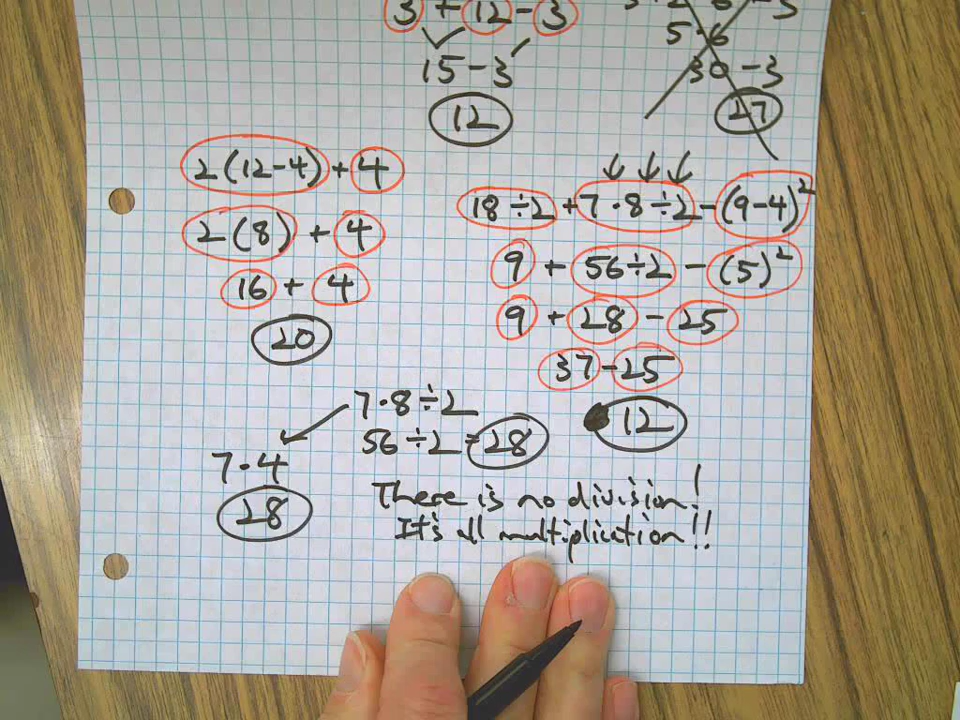 3 + 12 - 3
15 - 3
12
5·6
30 - 3
27
2(12-4) + 4
2(8) + 4
16 + 4
20
18÷2 + 7·8÷2 - (9-4)²
9 + 56÷2 - (5)²
9 + 28 - 25
37 - 25
12
7·8÷2
56÷2 = 28
7·4
28
There is no division!
It's all multiplication!!